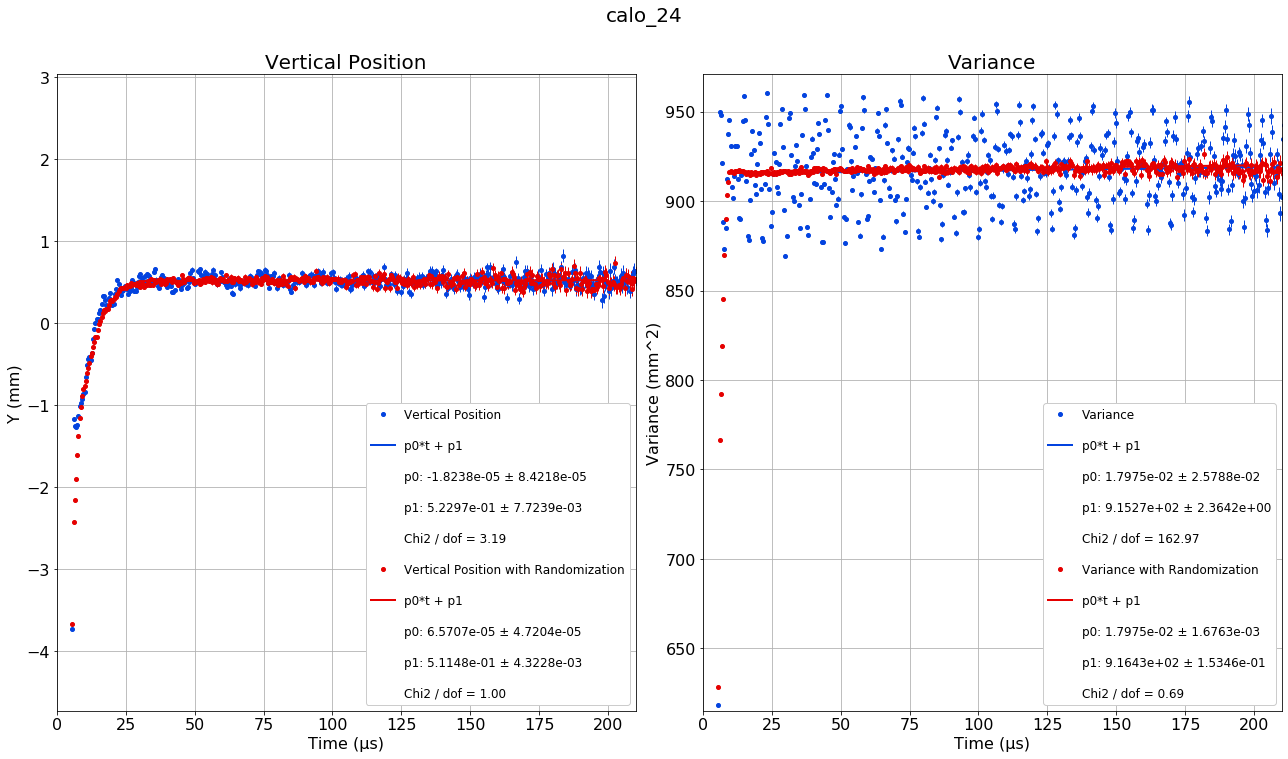 calo_24
Vertical Position
3
2
1
0
−1
−2
−3
−4
Y (mm)
0 25 50 75 100 125 150 175 200
Time (μs)
Vertical Position
p0*t + p1
p0: -1.8238e-05 ± 8.4218e-05
p1: 5.2297e-01 ± 7.7239e-03
Chi2 / dof = 3.19
Vertical Position with Randomization
p0*t + p1
p0: 6.5707e-05 ± 4.7204e-05
p1: 5.1148e-01 ± 4.3228e-03
Chi2 / dof = 1.00
Variance
950
900
850
800
750
700
650
Variance (mm^2)
0 25 50 75 100 125 150 175 200
Time (μs)
Variance
p0*t + p1
p0: 1.7975e-02 ± 2.5788e-02
p1: 9.1527e+02 ± 2.3642e+00
Chi2 / dof = 162.97
Variance with Randomization
p0*t + p1
p0: 1.7975e-02 ± 1.6763e-03
p1: 9.1643e+02 ± 1.5346e-01
Chi2 / dof = 0.69